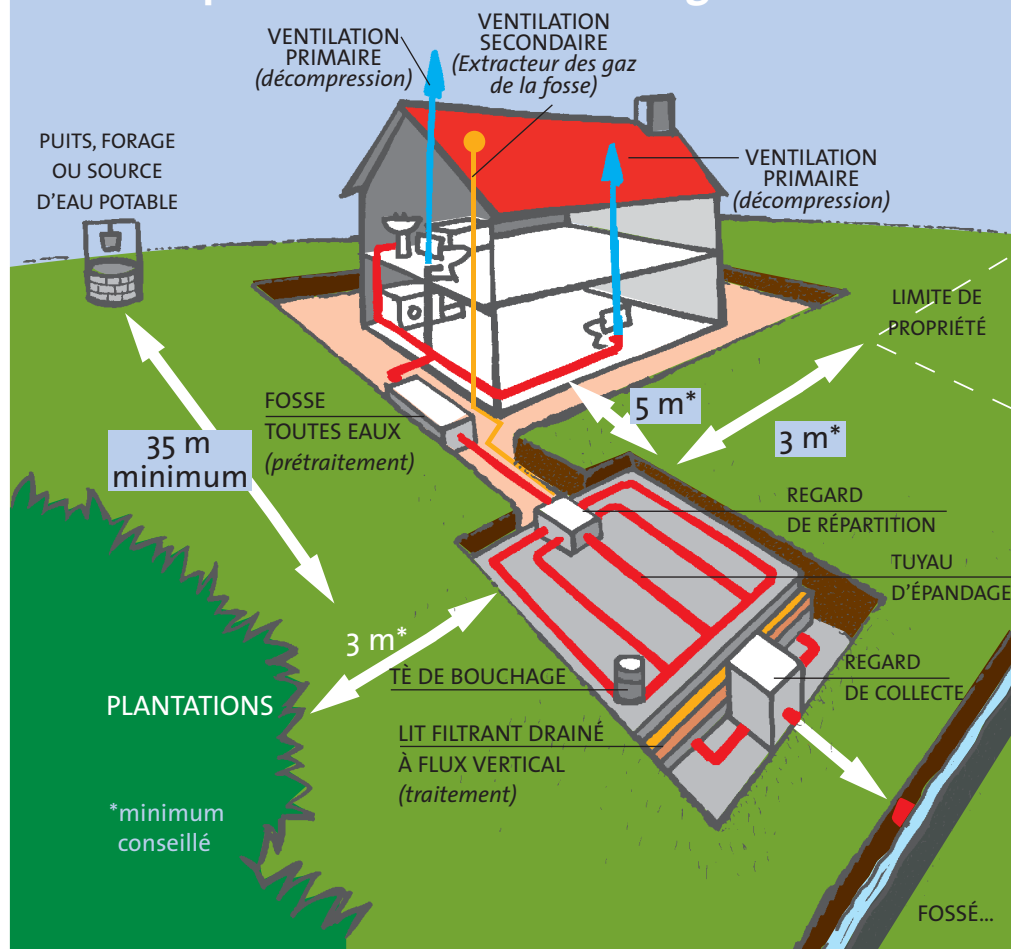 VENTILATION
PRIMAIRE
(décompression)
VENTILATION
SECONDAIRE
(Extracteur des gaz
de la fosse)
PUITS, FORAGE
OU SOURCE
D'EAU POTABLE
VENTILATION
PRIMAIRE
(décompression)
LIMITE DE
PROPRIÉTÉ
FOSSE
TOUTES EAUX
(prétraitement)
5 m*
3 m*
35 m
minimum
REGARD
DE RÉPARTITION
TUYAU
D'ÉPANDAGE
3 m*
TÈ DE BOUCHAGE
REGARD
DE COLLECTE
PLANTATIONS
LIT FILTRANT DRAINÉ
À FLUX VERTICAL
(traitement)
*minimum
conseillé
FOSSÉ...